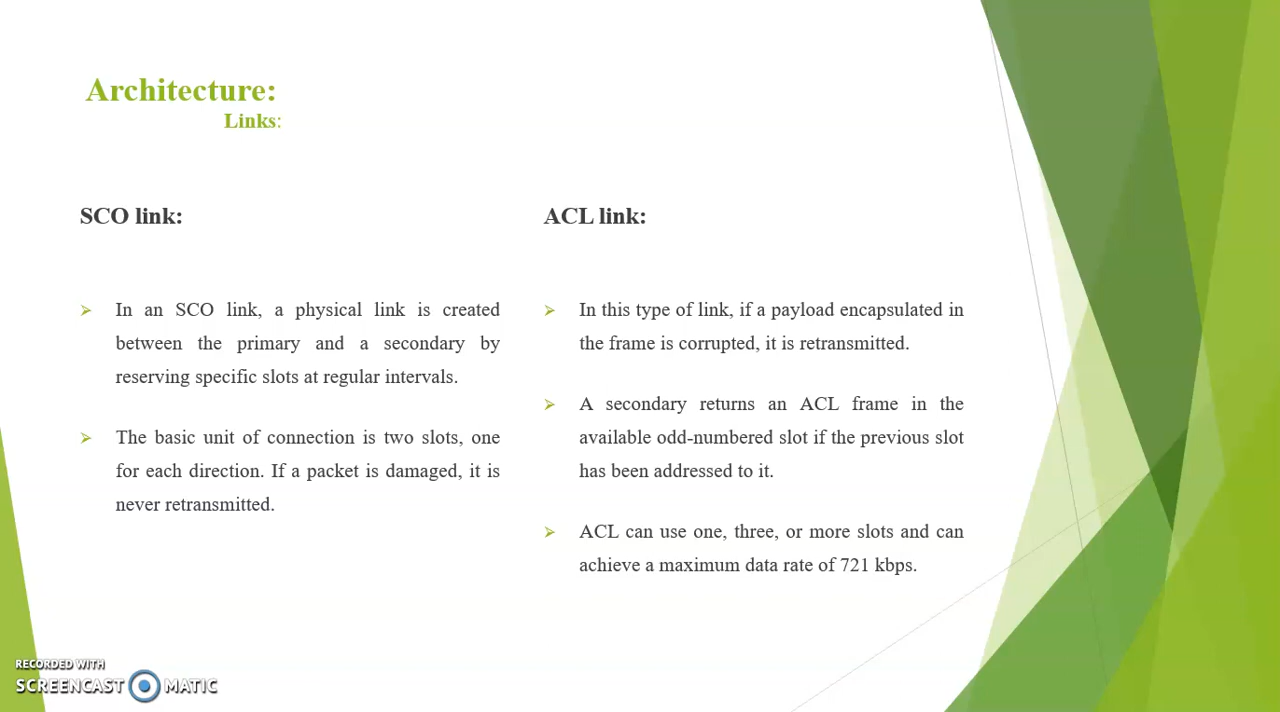 Architecture:
Links:
SCO link:
In an SCO link, a physical link is created
between the primary and a secondary by
reserving specific slots at regular intervals.
The basic unit of connection is two slots, one
for each direction. If a packet is damaged, it is
never retransmitted.
ACL link:
In this type of link, if a payload encapsulated in
the frame is corrupted, it is retransmitted.
A secondary returns an ACL frame in the
available odd-numbered slot if the previous slot
has been addressed to it.
ACL can use one, three, or more slots and can
achieve a maximum data rate of 721 kbps.
RECORDED WITH
SCREENCAST MATIC